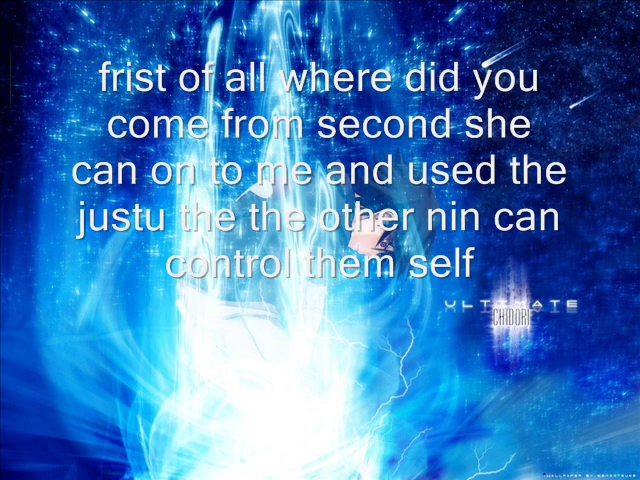 frist of all where did you
come from second she
can on to me and used the
justu the the other nin can
control them self
ULTIMATE
CHIDORI